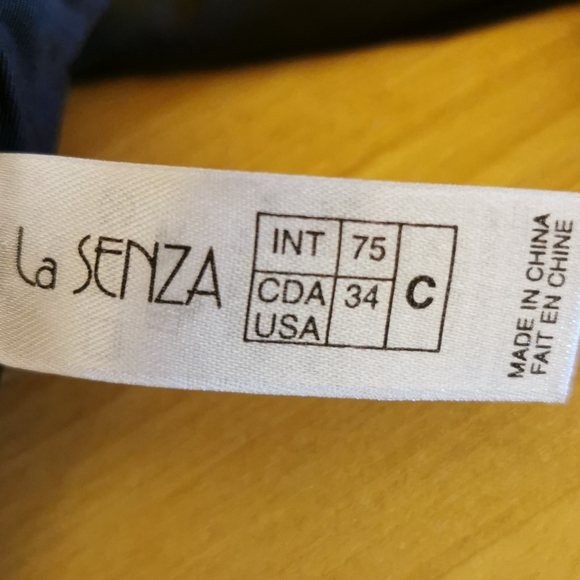 La SENZA
INT 75
CDA 34 C
USA
MADE IN CHINA
FAIT EN CHINE